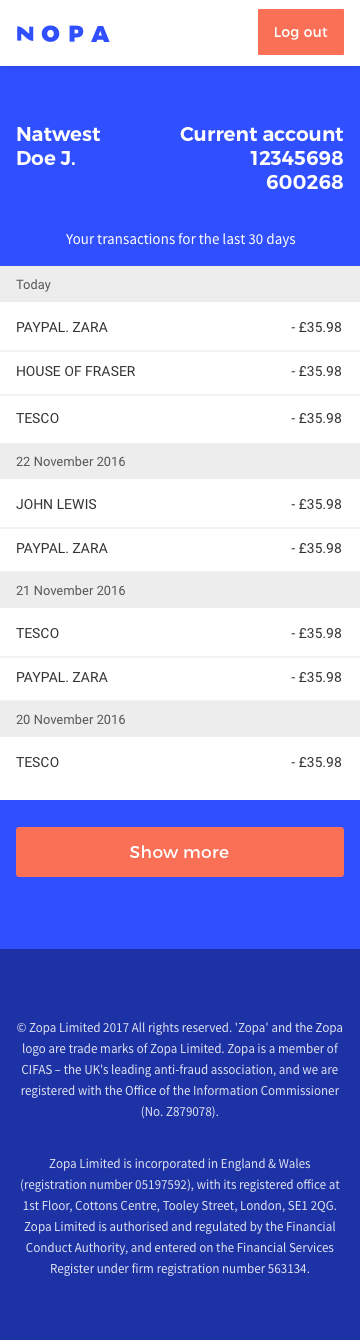 NOPA
Log out
Natwest Current account
Doe J. 12345698
600268
Your transactions for the last 30 days
Today
PAYPAL. ZARA - £35.98
HOUSE OF FRASER - £35.98
TESCO - £35.98
22 November 2016
JOHN LEWIS - £35.98
PAYPAL. ZARA - £35.98
21 November 2016
TESCO - £35.98
PAYPAL. ZARA - £35.98
20 November 2016
TESCO - £35.98
Show more
© Zopa Limited 2017 All rights reserved. 'Zopa' and the Zopa
logo are trade marks of Zopa Limited. Zopa is a member of
CIFAS – the UK's leading anti-fraud association, and we are
registered with the Office of the Information Commissioner
(No. Z879078).
Zopa Limited is incorporated in England & Wales
(registration number 05197592), with its registered office at
1st Floor, Cottons Centre, Tooley Street, London, SE1 2QG.
Zopa Limited is authorised and regulated by the Financial
Conduct Authority, and entered on the Financial Services
Register under firm registration number 563134.